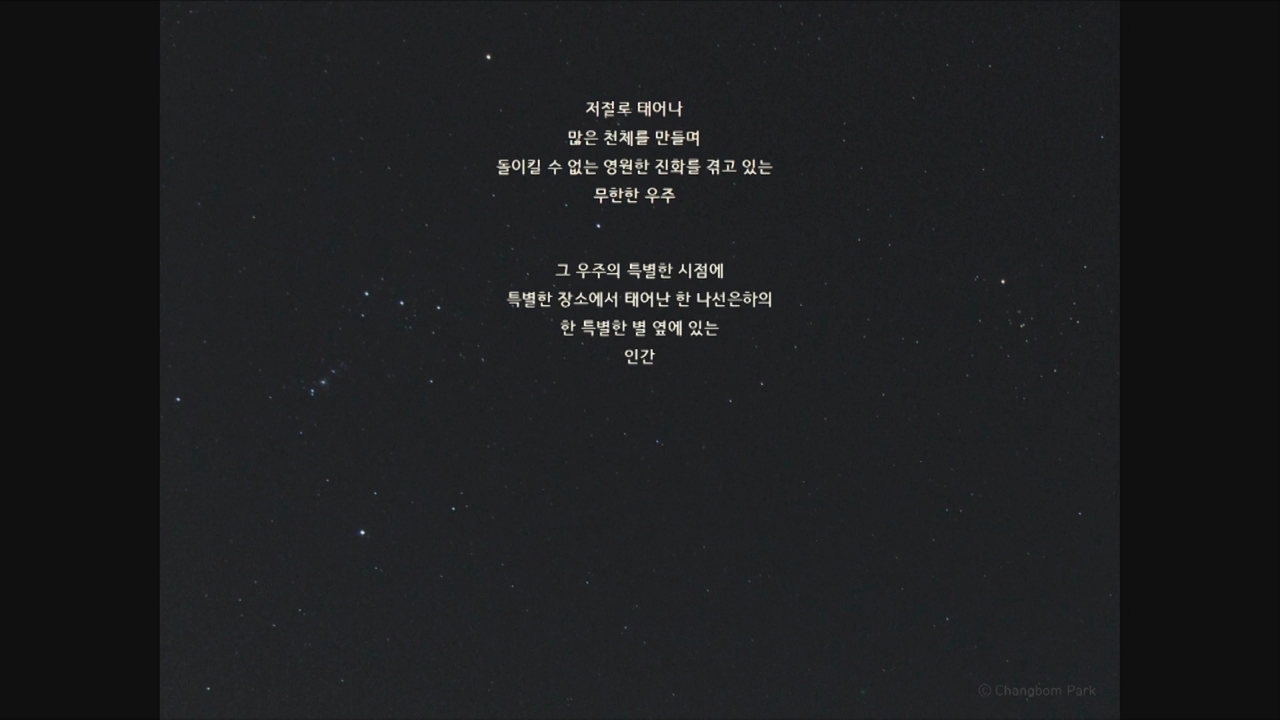 저절로 태어나
많은 천체를 만들며
돌이킬 수 없는 영원한 진화를 겪고 있는
무한한 우주
그 우주의 특별한 시점에
특별한 장소에서 태어난 한 나선은하의
한 특별한 별 옆에 있는
인간
© Changbom Park